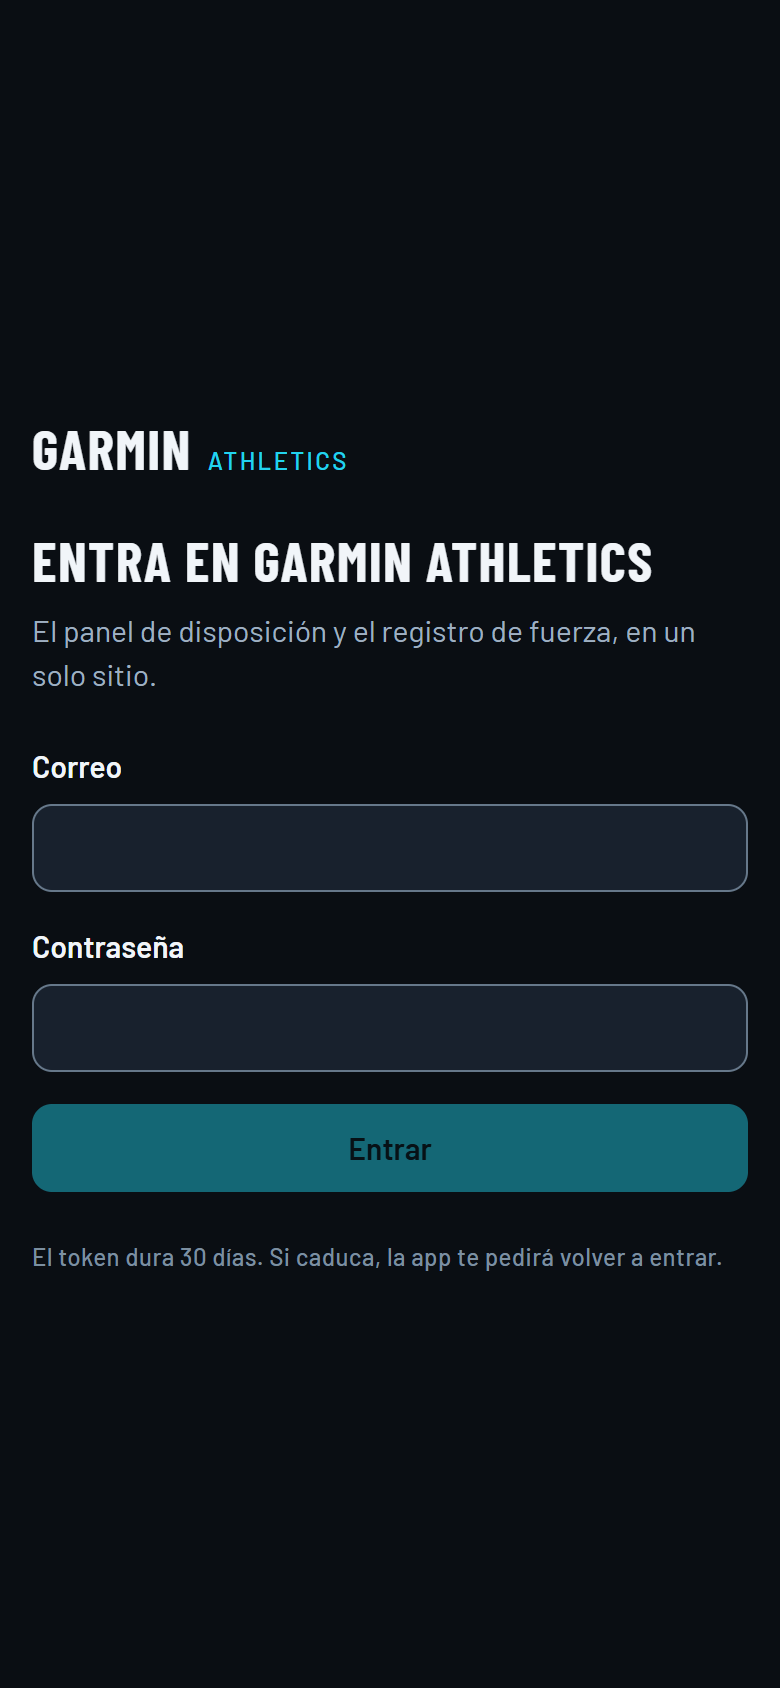 GARMIN ATHLETICS
ENTRA EN GARMIN ATHLETICS
El panel de disposición y el registro de fuerza, en un
solo sitio.
Correo
Contraseña
Entrar
El token dura 30 días. Si caduca, la app te pedirá volver a entrar.